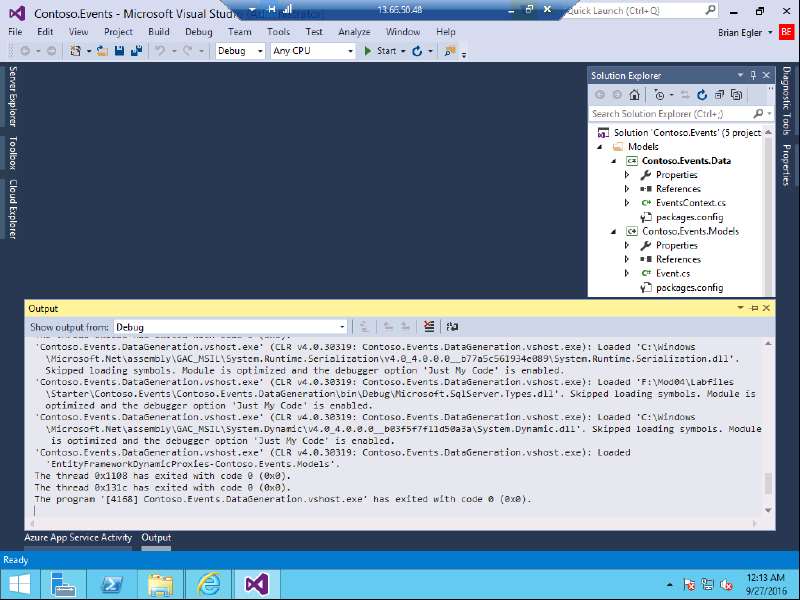 Contoso.Events - Microsoft Visual Studio
13.66.50.48
Quick Launch (Ctrl+Q)
File Edit View Project Build Debug Team Tools Test Analyze Window Help
Brian Egler BE
Debug Any CPU Start
Server Explorer
Toolbox
Cloud Explorer
Solution Explorer
Search Solution Explorer (Ctrl+;)
Solution 'Contoso.Events' (5 project
Models
Contoso.Events.Data
Properties
References
EventsContext.cs
packages.config
Contoso.Events.Models
Properties
References
Event.cs
packages.config
Diagnostic Tools
Properties
Output
Show output from: Debug
'Contoso.Events.DataGeneration.vshost.exe' (CLR v4.0.30319: Contoso.Events.DataGeneration.vshost.exe): Loaded 'C:\Windows
\Microsoft.Net\assembly\GAC_MSIL\System.Runtime.Serialization\v4.0_4.0.0.0__b77a5c561934e089\System.Runtime.Serialization.dll'.
Skipped loading symbols. Module is optimized and the debugger option 'Just My Code' is enabled.
'Contoso.Events.DataGeneration.vshost.exe' (CLR v4.0.30319: Contoso.Events.DataGeneration.vshost.exe): Loaded 'F:\Mod04\Labfiles
\Starter\Contoso.Events\Contoso.Events.DataGeneration\bin\Debug\Microsoft.SqlServer.Types.dll'. Skipped loading symbols. Module is
optimized and the debugger option 'Just My Code' is enabled.
'Contoso.Events.DataGeneration.vshost.exe' (CLR v4.0.30319: Contoso.Events.DataGeneration.vshost.exe): Loaded 'C:\Windows
\Microsoft.Net\assembly\GAC_MSIL\System.Dynamic\v4.0_4.0.0.0__b03f5f7f11d50a3a\System.Dynamic.dll'. Skipped loading symbols. Module
is optimized and the debugger option 'Just My Code' is enabled.
'Contoso.Events.DataGeneration.vshost.exe' (CLR v4.0.30319: Contoso.Events.DataGeneration.vshost.exe): Loaded
'EntityFrameworkDynamicProxies-Contoso.Events.Models'.
The thread 0x1108 has exited with code 0 (0x0).
The thread 0x131c has exited with code 0 (0x0).
The program '[4168] Contoso.Events.DataGeneration.vshost.exe' has exited with code 0 (0x0).
Azure App Service Activity Output
Ready
12:13 AM
9/27/2016